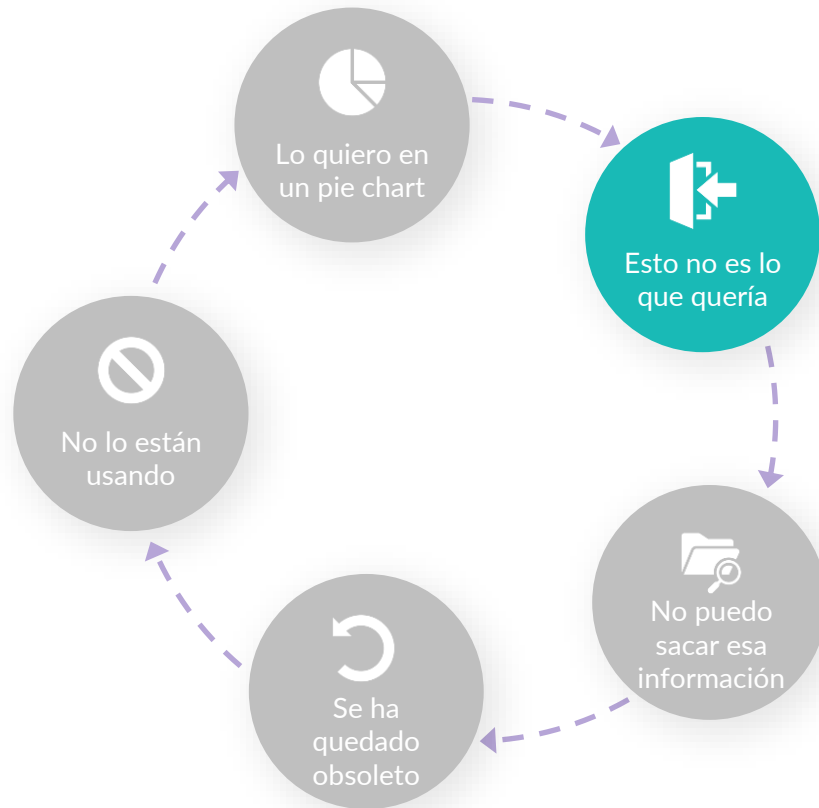 Lo quiero en
un pie chart
Esto no es lo
que quería
No puedo
sacar esa
información
Se ha
quedado
obsoleto
No lo están
usando